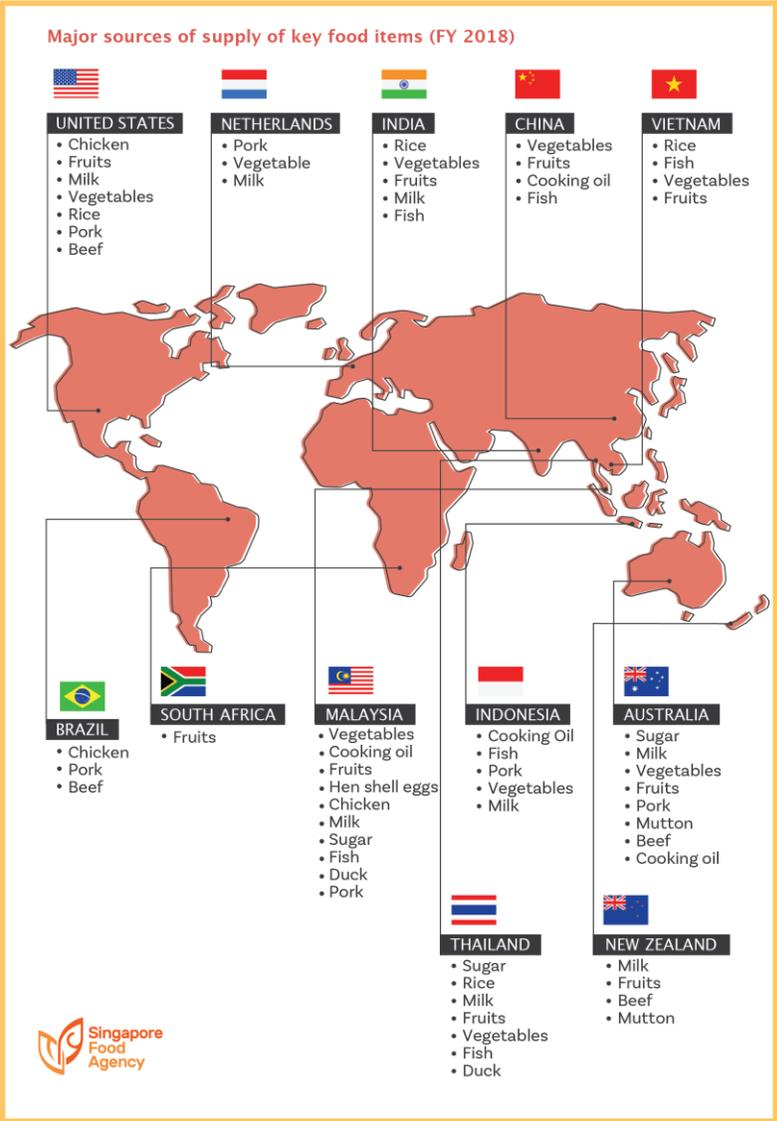 Major sources of supply of key food items (FY 2018)
UNITED STATES
• Chicken
• Fruits
• Milk
• Vegetables
• Rice
• Pork
• Beef
NETHERLANDS
• Pork
• Vegetable
• Milk
INDIA
• Rice
• Vegetables
• Fruits
• Milk
• Fish
CHINA
• Vegetables
• Fruits
• Cooking oil
• Fish
VIETNAM
• Rice
• Fish
• Vegetables
• Fruits
BRAZIL
• Chicken
• Pork
• Beef
SOUTH AFRICA
• Fruits
MALAYSIA
• Vegetables
• Cooking oil
• Fruits
• Hen shell eggs
• Chicken
• Milk
• Sugar
• Fish
• Duck
• Pork
INDONESIA
• Cooking Oil
• Fish
• Pork
• Vegetables
• Milk
AUSTRALIA
• Sugar
• Milk
• Vegetables
• Fruits
• Pork
• Mutton
• Beef
• Cooking oil
THAILAND
• Sugar
• Rice
• Milk
• Fruits
• Vegetables
• Fish
• Duck
NEW ZEALAND
• Milk
• Fruits
• Beef
• Mutton
Singapore
Food
Agency